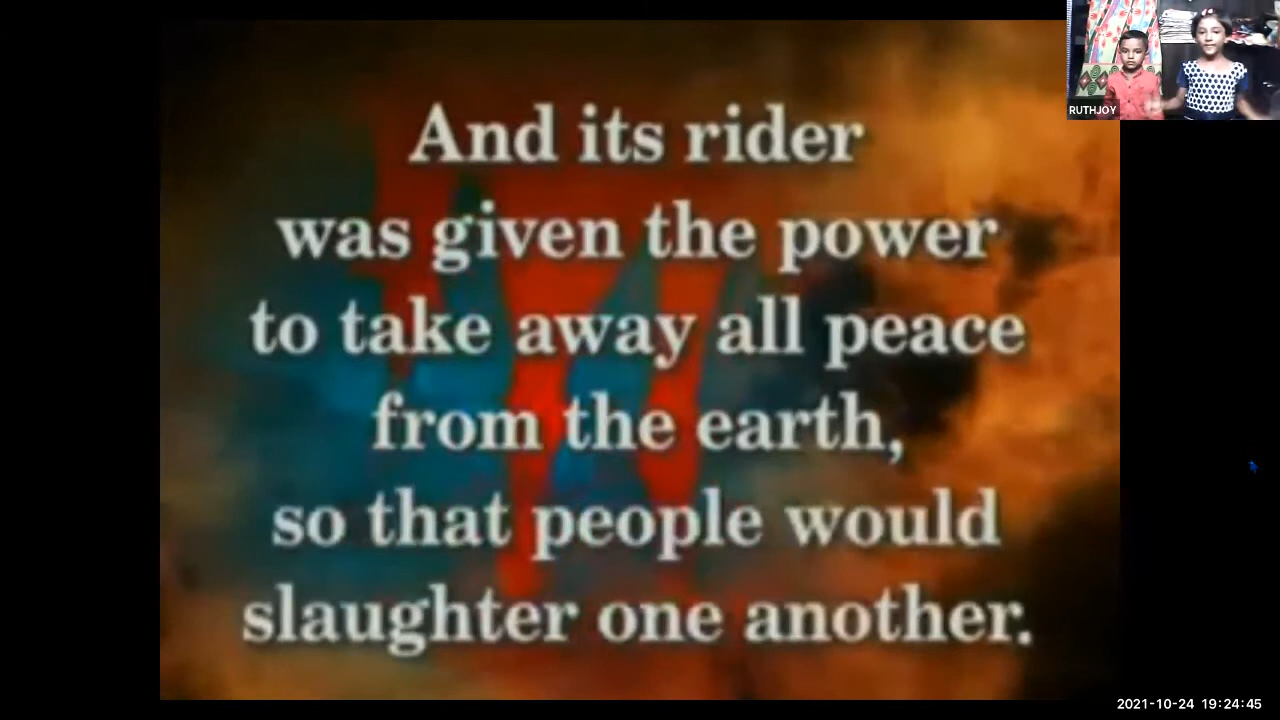 And its rider
was given the power
to take away all peace
from the earth,
so that people would
slaughter one another.
RUTHJOY
2021-10-24 19:24:45